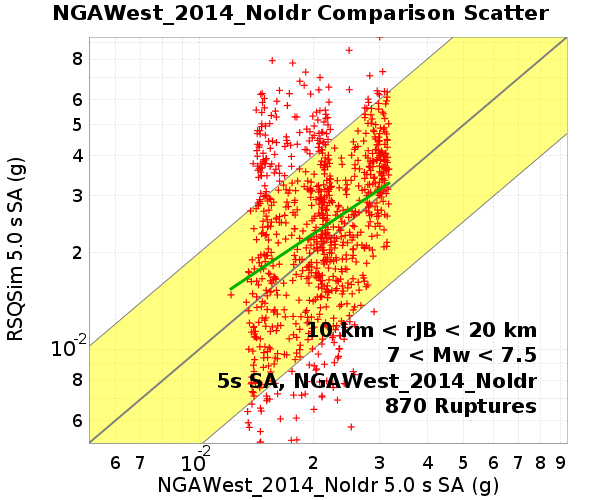 NGAWest_2014_NoIdr Comparison Scatter
8
6
5
4
3
2
10-2
8
6
RSQSim 5.0 s SA (g)
10 km < rJB < 20 km
7 < Mw < 7.5
5s SA, NGAWest_2014_NoIdr
870 Ruptures
6 7 10-2 2 3 4 5 6 7 8 9
NGAWest_2014_NoIdr 5.0 s SA (g)